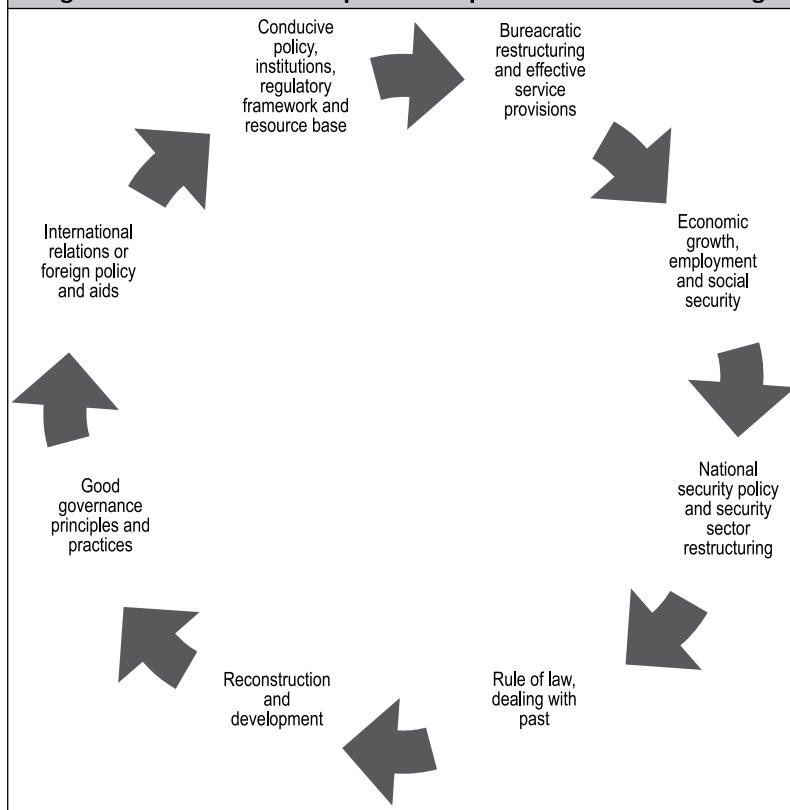 Conducive
policy,
institutions,
regulatory
framework and
resource base
Bureacratic
restructuring
and effective
service
provisions
Economic
growth,
employment
and social
security
National
security policy
and security
sector
restructuring
Rule of law,
dealing with
past
Reconstruction
and
development
Good
governance
principles and
practices
International
relations or
foreign policy
and aids